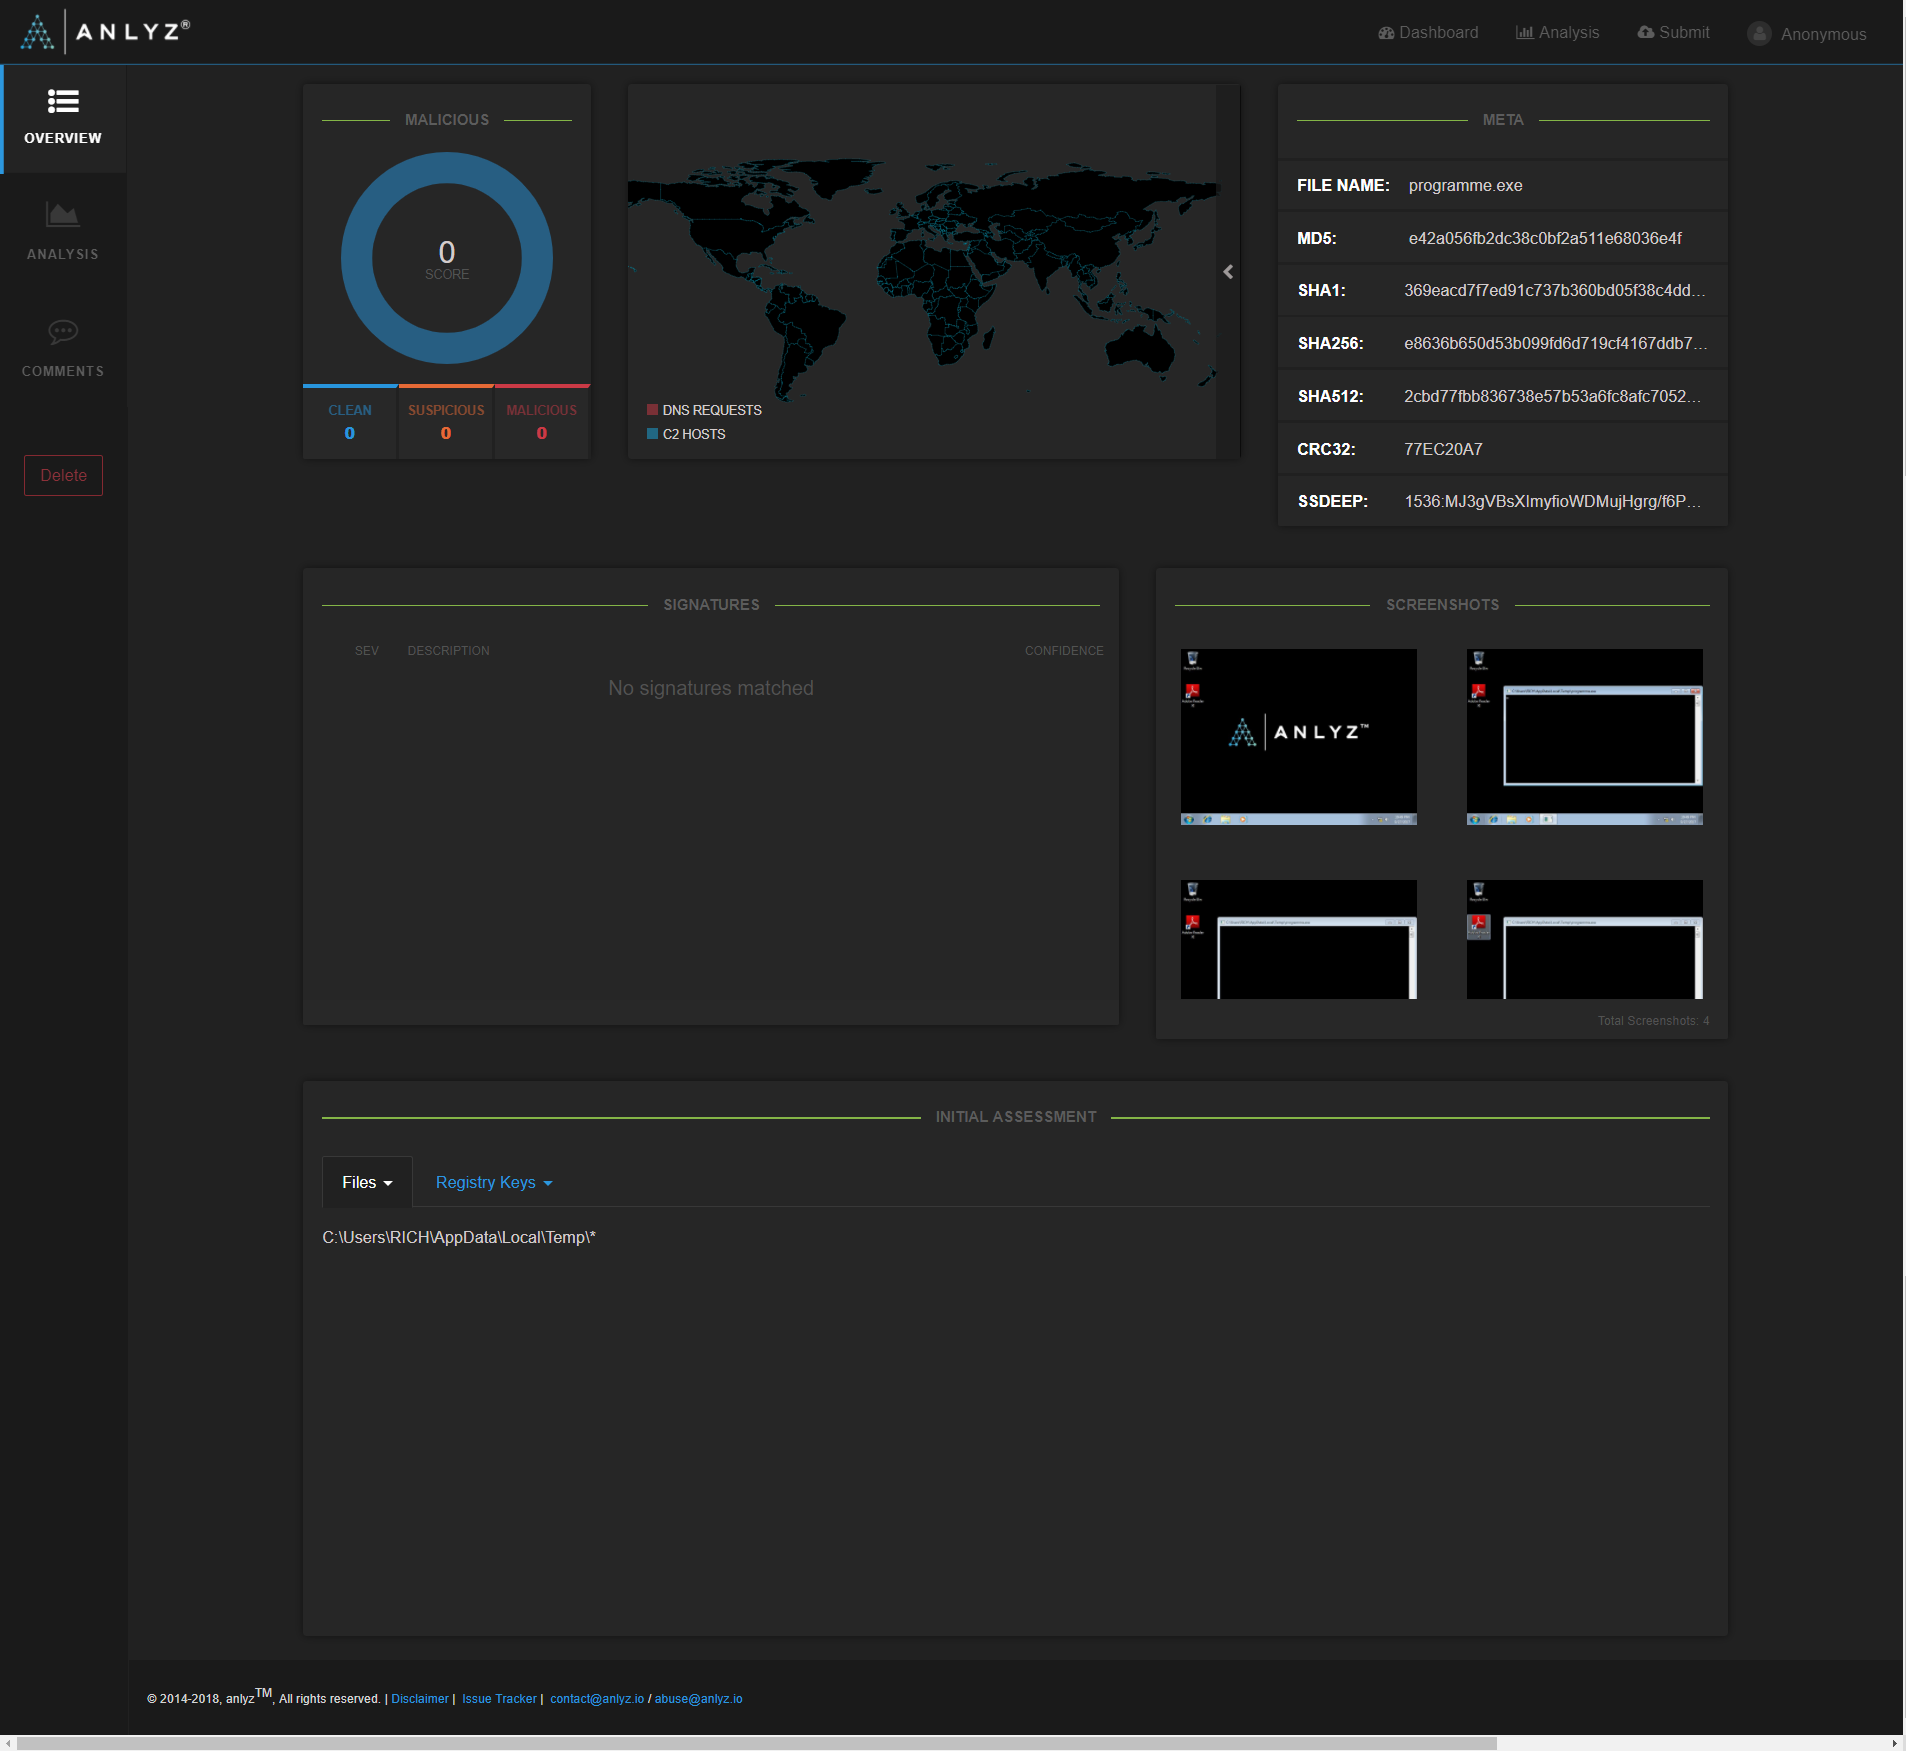 ANLYZ®
Dashboard
Analysis
Submit
Anonymous
OVERVIEW
ANALYSIS
COMMENTS
Delete
MALICIOUS
0
SCORE
CLEAN
0
SUSPICIOUS
0
MALICIOUS
0
DNS REQUESTS
C2 HOSTS
META
FILE NAME: programme.exe
MD5: e42a056fb2dc38c0bf2a511e68036e4f
SHA1: 369eacd7f7ed91c737b360bd05f38c4dd...
SHA256: e8636b650d53b099fd6d719cf4167ddb7...
SHA512: 2cbd77fbb836738e57b53a6fc8afc7052...
CRC32: 77EC20A7
SSDEEP: 1536:MJ3gVBsXImyfioWDMujHgrg/f6P...
SIGNATURES
SEV DESCRIPTION CONFIDENCE
No signatures matched
SCREENSHOTS
ANLYZ™
Total Screenshots: 4
INITIAL ASSESSMENT
Files
Registry Keys
C:\Users\RICH\AppData\Local\Temp\*
© 2014-2018, anlyzTM, All rights reserved. | Disclaimer | Issue Tracker | contact@anlyz.io / abuse@anlyz.io